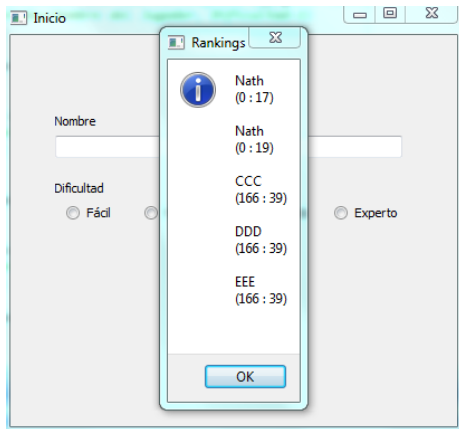 Inicio
Rankings
Nath
(0 : 17)
Nath
(0 : 19)
CCC
(166 : 39)
DDD
(166 : 39)
EEE
(166 : 39)
OK
Nombre
Dificultad
Fácil
Experto